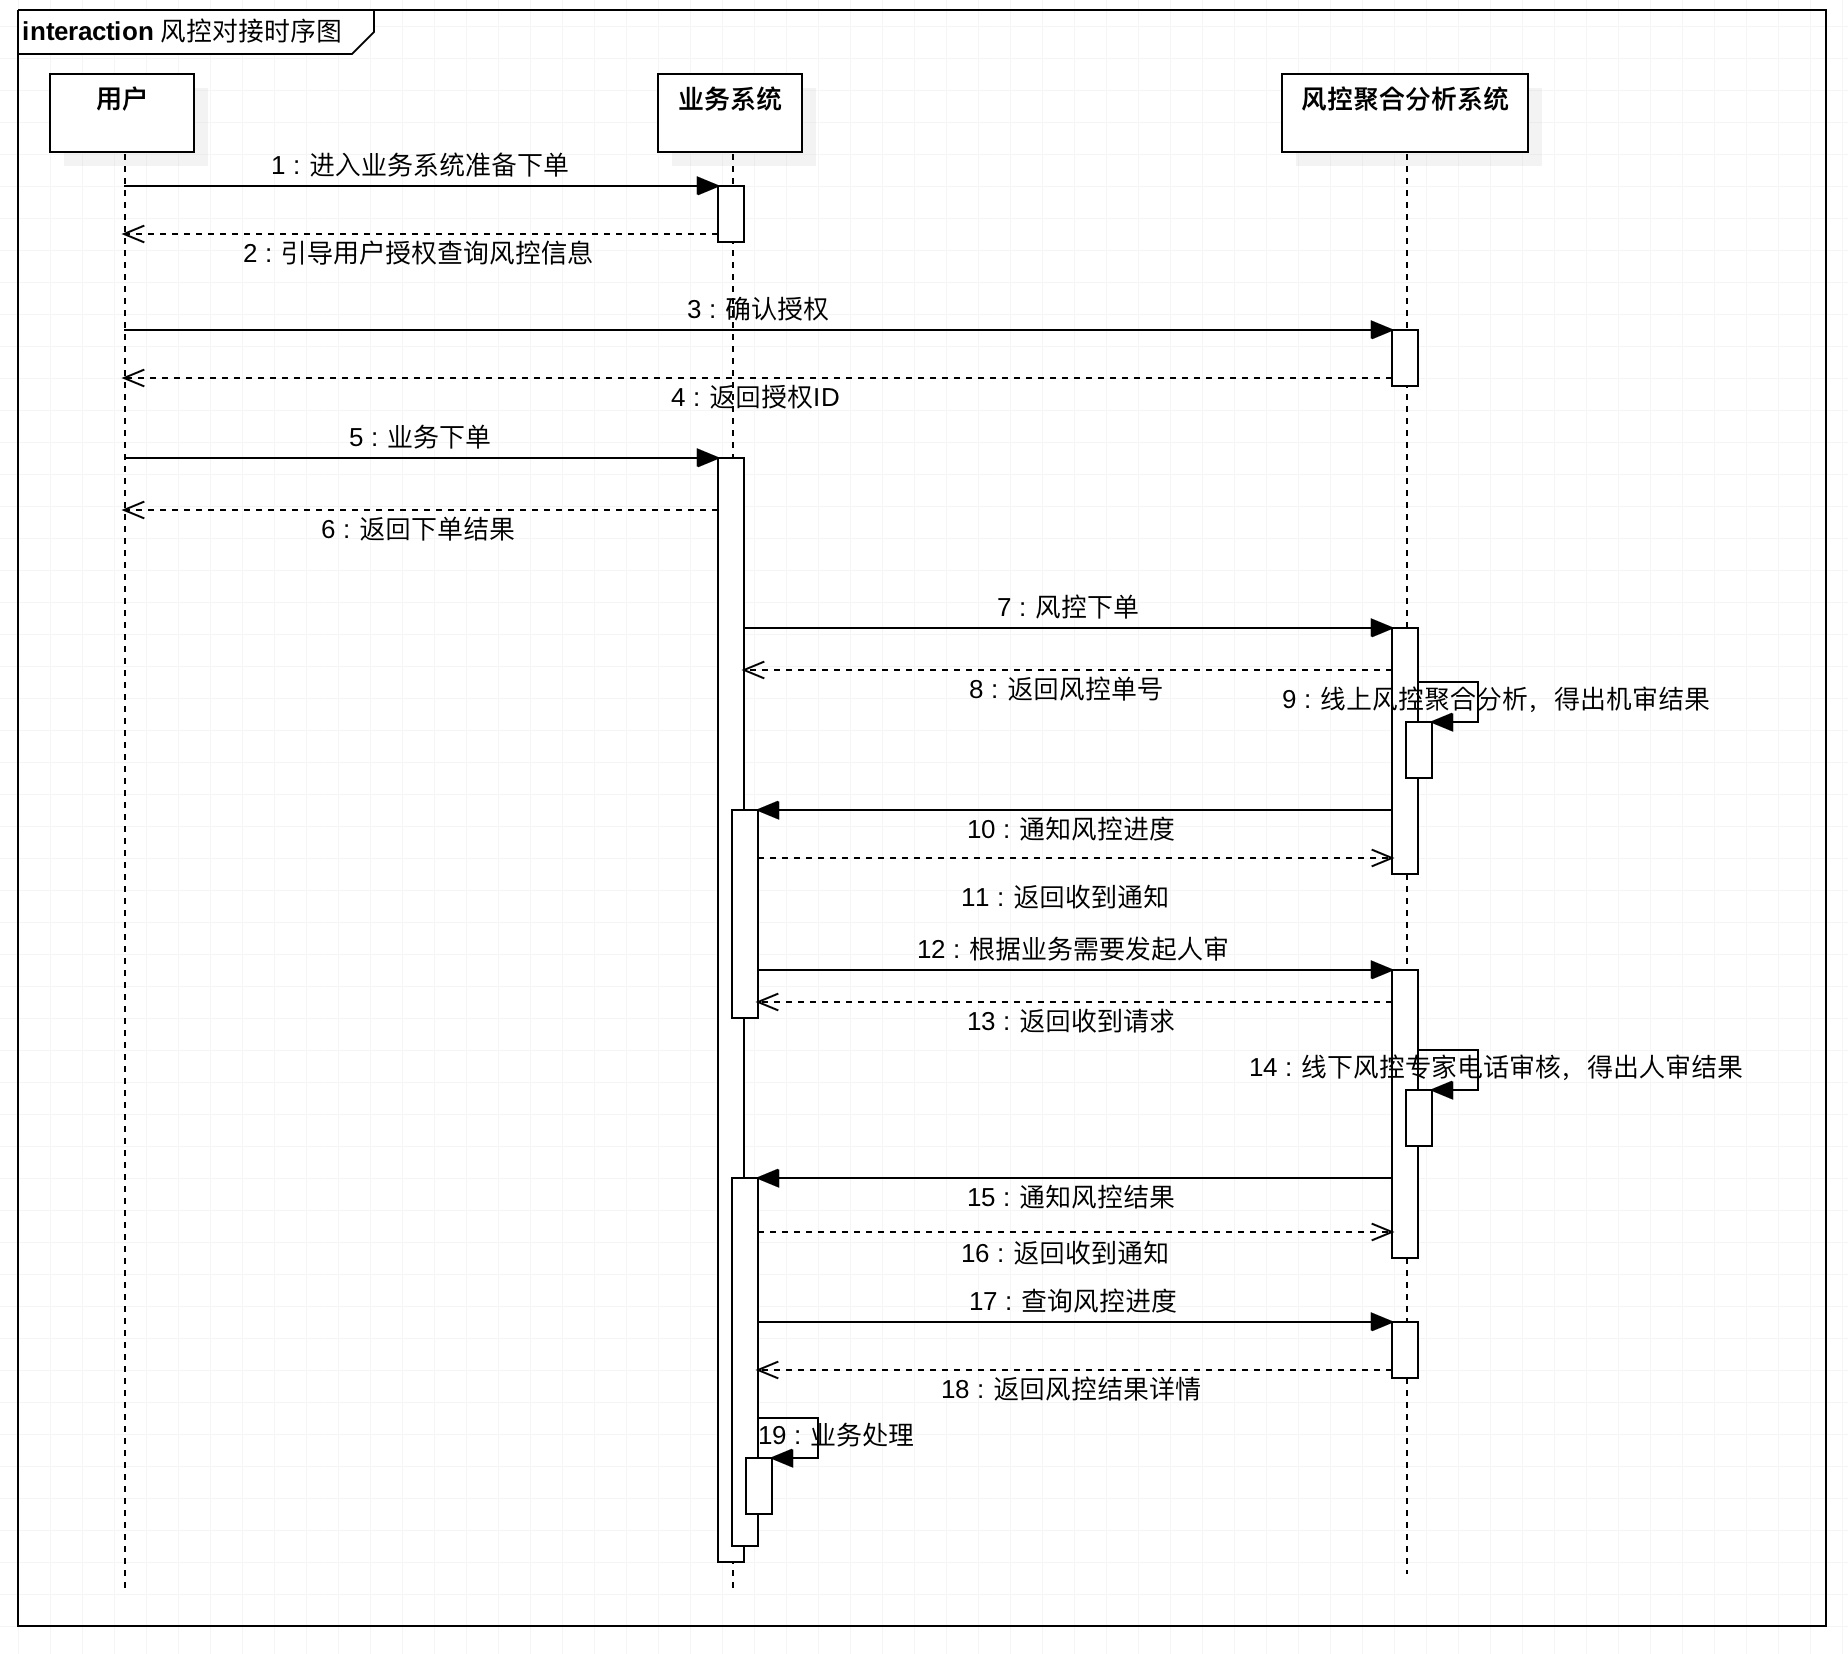 interaction 风控对接时序图
用户
业务系统
风控聚合分析系统
1 : 进入业务系统准备下单
2 : 引导用户授权查询风控信息
3 : 确认授权
4 : 返回授权ID
5 : 业务下单
6 : 返回下单结果
7 : 风控下单
8 : 返回风控单号
9 : 线上风控聚合分析，得出机审结果
10 : 通知风控进度
11 : 返回收到通知
12 : 根据业务需要发起人审
13 : 返回收到请求
14 : 线下风控专家电话审核，得出人审结果
15 : 通知风控结果
16 : 返回收到通知
17 : 查询风控进度
18 : 返回风控结果详情
19 : 业务处理